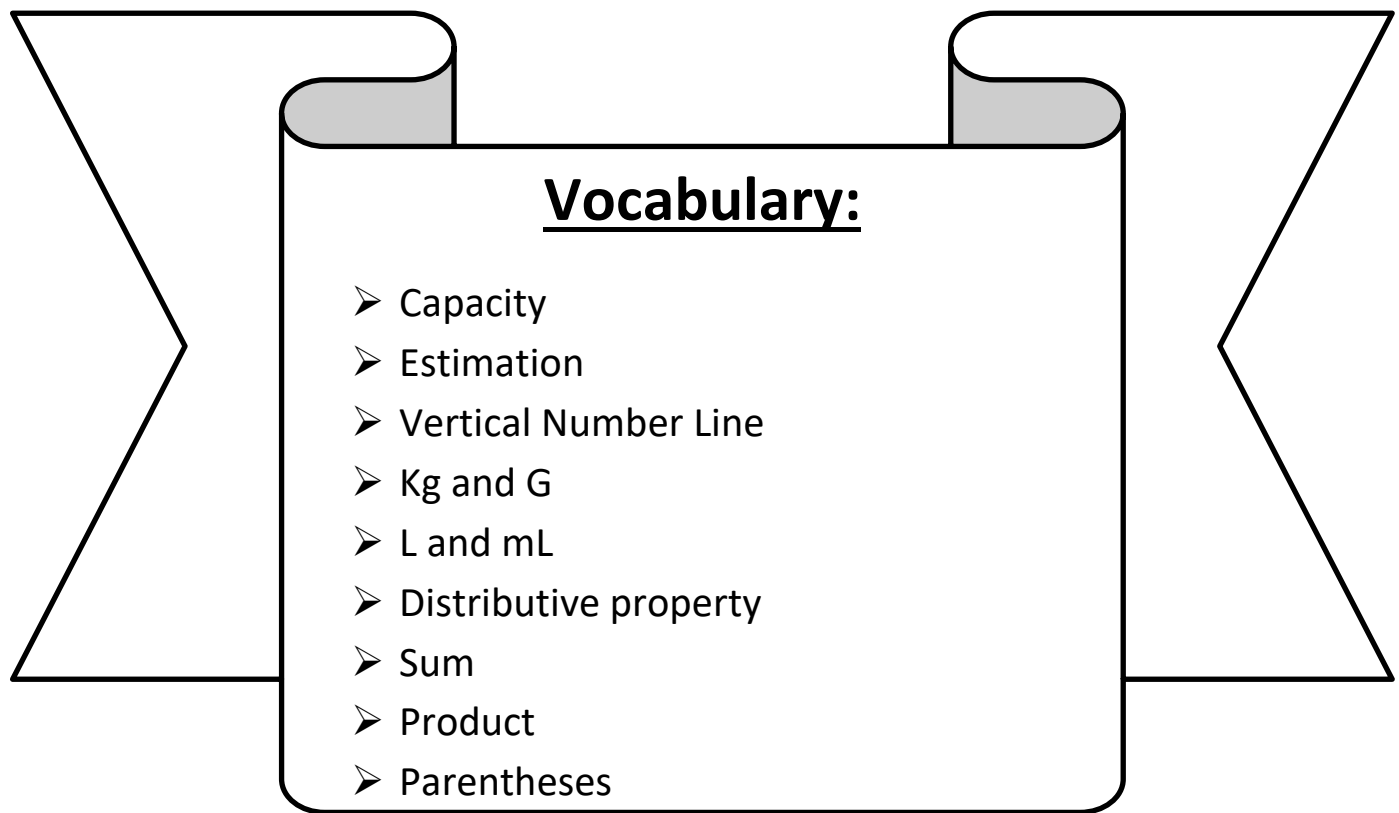 Vocabulary:
➢ Capacity
➢ Estimation
➢ Vertical Number Line
➢ Kg and G
➢ L and mL
➢ Distributive property
➢ Sum
➢ Product
➢ Parentheses